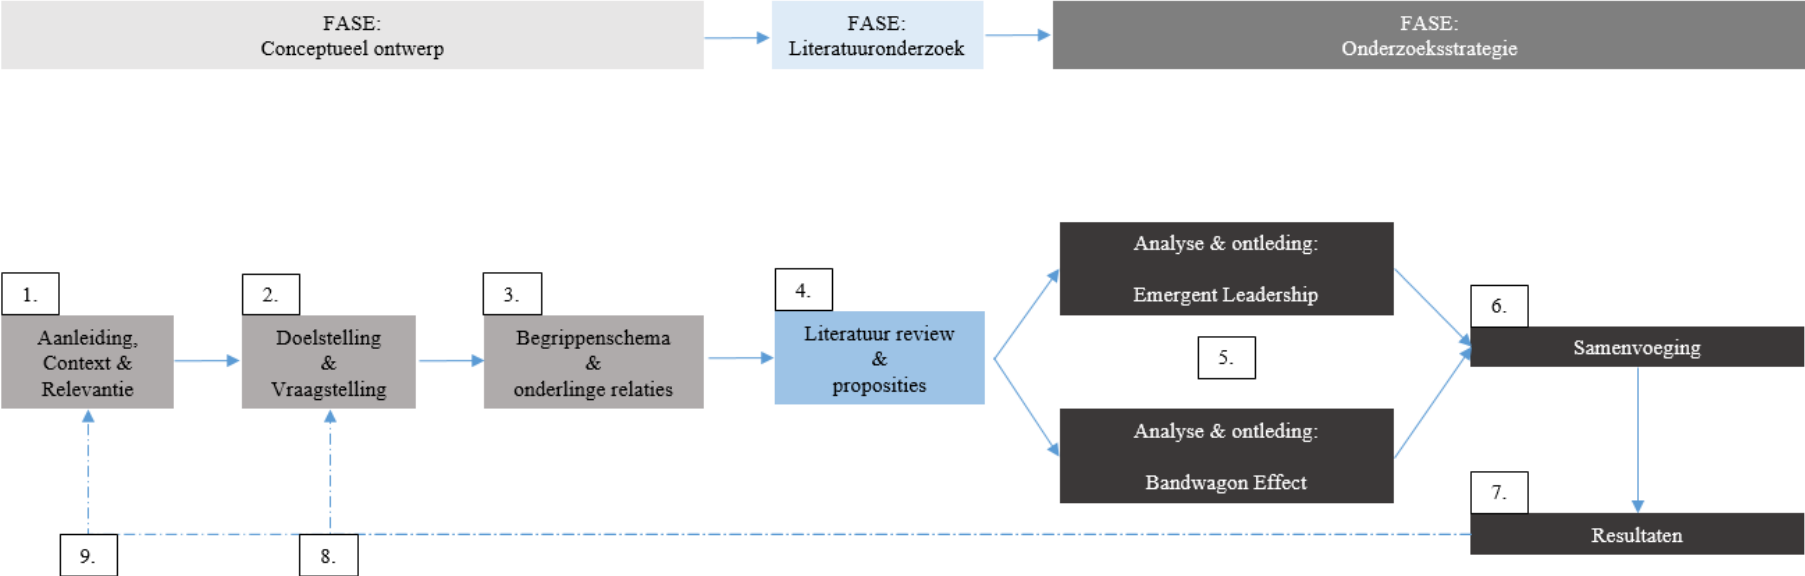 FASE:
Conceptueel ontwerp
FASE:
Literatuuronderzoek
FASE:
Onderzoeksstrategie
1.
Aanleiding,
Context &
Relevantie
2.
Doelstelling
&
Vraagstelling
3.
Begrippenschema
&
onderlinge relaties
4.
Literatuur review
&
proposities
Analyse & ontleding:
Emergent Leadership
5.
Analyse & ontleding:
Bandwagon Effect
6.
Samenvoeging
7.
Resultaten
8.
9.